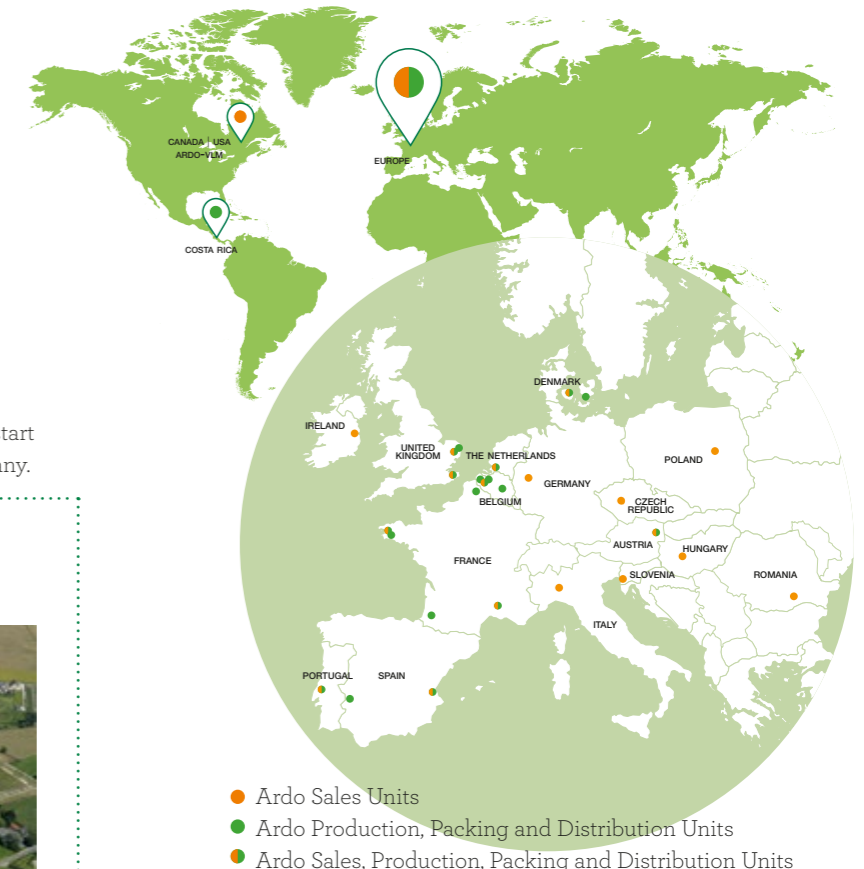 CANADA | USA
ARDO-VLM
EUROPE
COSTA RICA
start
any.
DENMARK
IRELAND
UNITED
KINGDOM
THE NETHERLANDS
POLAND
GERMANY
BELGIUM
CZECH
REPUBLIC
AUSTRIA
HUNGARY
FRANCE
SLOVENIA
ROMANIA
ITALY
PORTUGAL
SPAIN
Ardo Sales Units
Ardo Production, Packing and Distribution Units
Ardo Sales, Production, Packing and Distribution Units